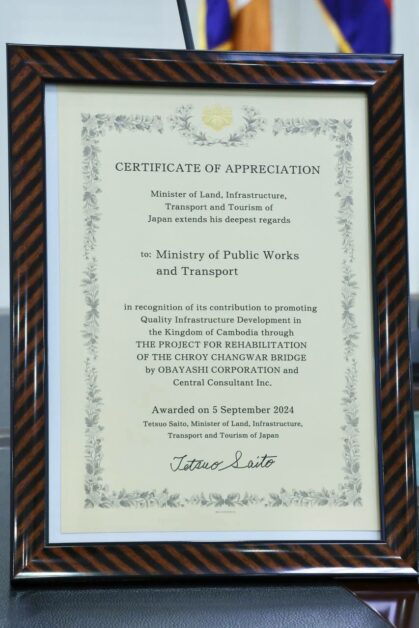 CERTIFICATE OF APPRECIATION
Minister of Land, Infrastructure,
Transport and Tourism of
Japan extends his deepest regards
to: Ministry of Public Works
and Transport
in recognition of its contribution to promoting
Quality Infrastructure Development in
the Kingdom of Cambodia through
THE PROJECT FOR REHABILITATION
OF THE CHROY CHANGWAR BRIDGE
by OBAYASHI CORPORATION and
Central Consultant Inc.
Awarded on 5 September 2024
Tetsuo Saito, Minister of Land, Infrastructure,
Transport and Tourism of Japan
Tetsuo Saito